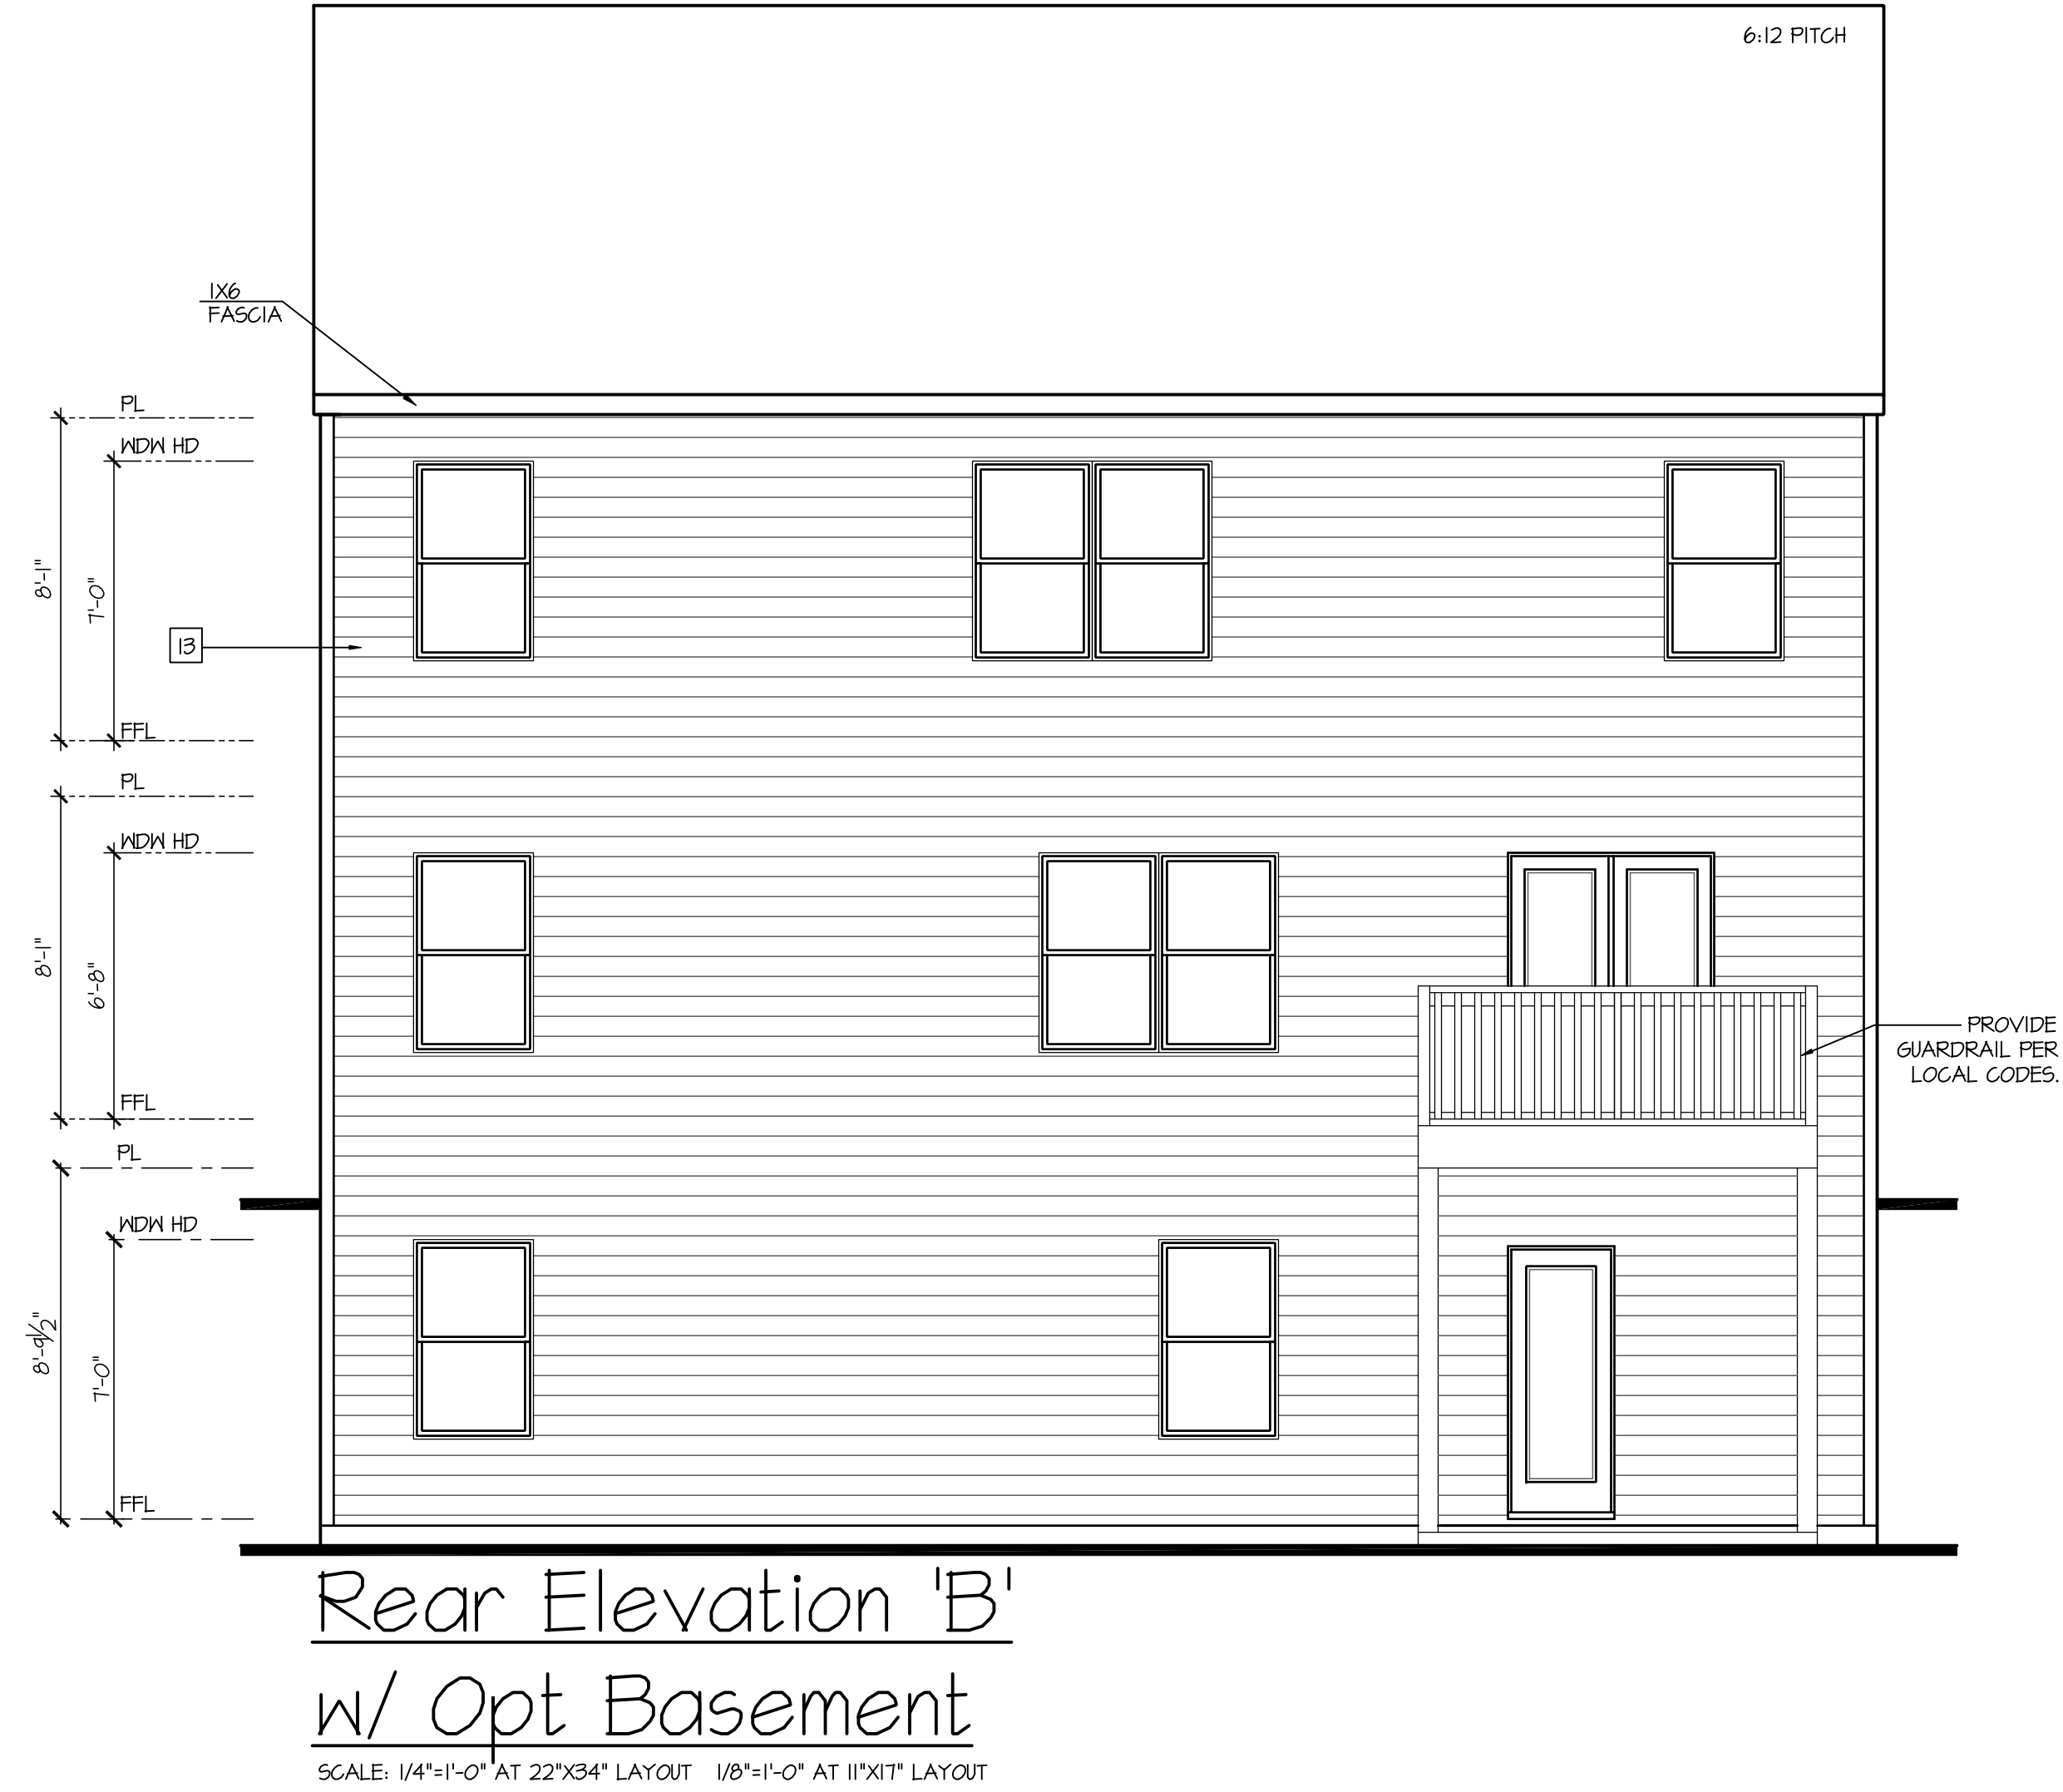 6:12 PITCH
1X6
FASCIA
PL
WDW HD
8'-1"
7'-0"
13
FFL
PL
WDW HD
8'-1"
6'-8"
PROVIDE
GUARDRAIL PER
LOCAL CODES.
FFL
PL
WDW HD
8'-9½"
7'-0"
FFL
Rear Elevation 'B'
w/ Opt Basement
SCALE: 1/4"=1'-0" AT 22"X34" LAYOUT 1/8"=1'-0" AT 11"X17" LAYOUT